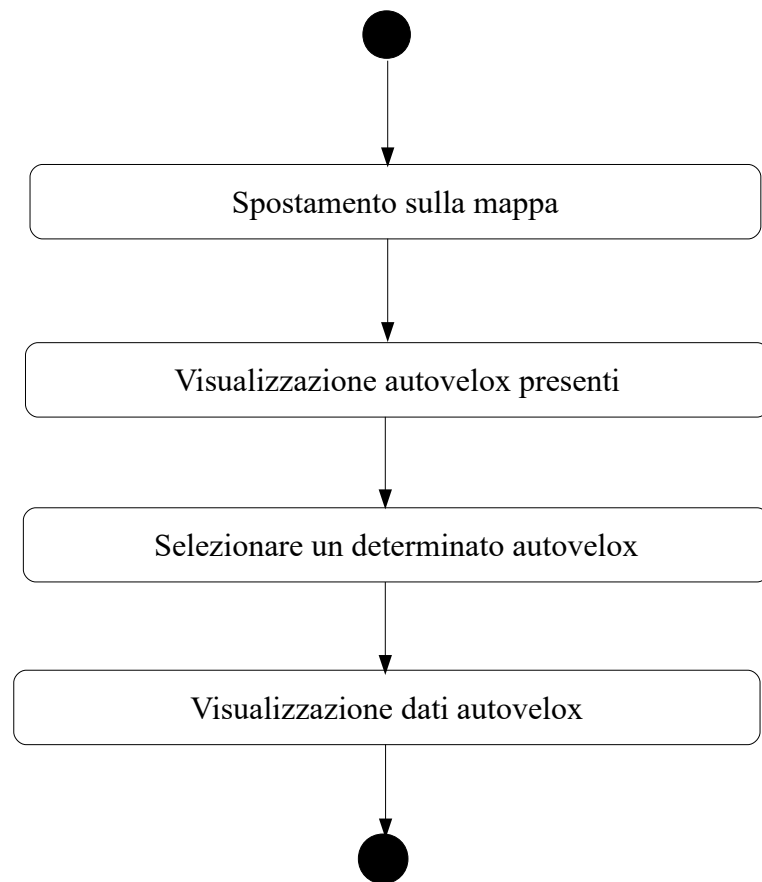 Spostamento sulla mappa
Visualizzazione autovelox presenti
Selezionare un determinato autovelox
Visualizzazione dati autovelox